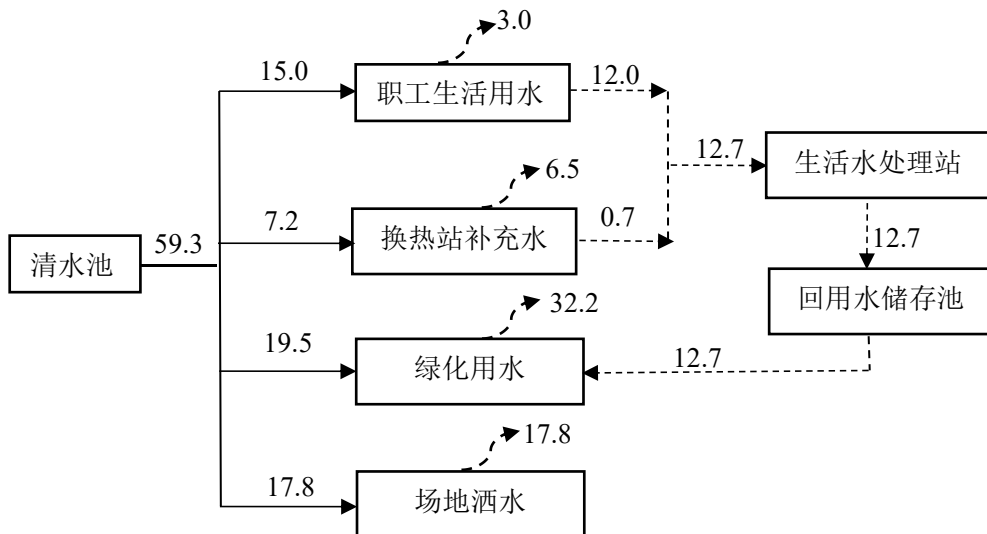 3.0
15.0
职工生活用水
12.0
12.7
生活水处理站
6.5
7.2
换热站补充水
0.7
清水池
59.3
12.7
回用水储存池
32.2
19.5
绿化用水
12.7
17.8
17.8
场地洒水